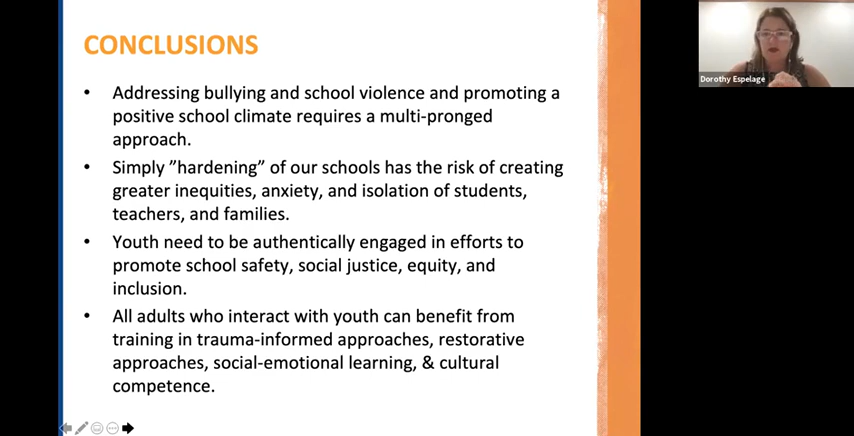 CONCLUSIONS
• Addressing bullying and school violence and promoting a
positive school climate requires a multi-pronged
approach.
• Simply ”hardening” of our schools has the risk of creating
greater inequities, anxiety, and isolation of students,
teachers, and families.
• Youth need to be authentically engaged in efforts to
promote school safety, social justice, equity, and
inclusion.
• All adults who interact with youth can benefit from
training in trauma-informed approaches, restorative
approaches, social-emotional learning, & cultural
competence.
Dorothy Espelage